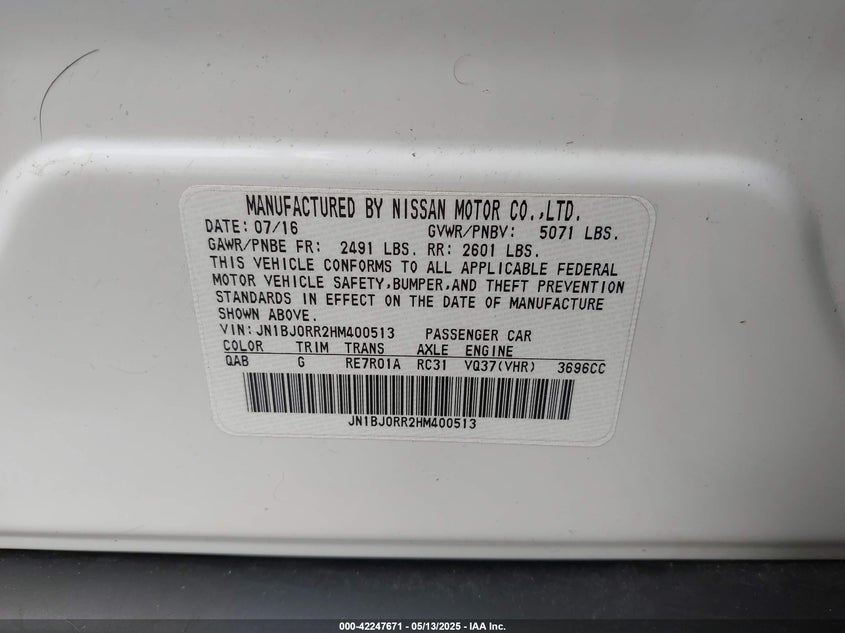 MANUFACTURED BY NISSAN MOTOR CO.,LTD.
DATE: 07/16 GVWR/PNBV: 5071 LBS.
GAWR/PNBE FR: 2491 LBS. RR: 2601 LBS.
THIS VEHICLE CONFORMS TO ALL APPLICABLE FEDERAL
MOTOR VEHICLE SAFETY,BUMPER,AND THEFT PREVENTION
STANDARDS IN EFFECT ON THE DATE OF MANUFACTURE
SHOWN ABOVE.
VIN:JN1BJ0RR2HM400513 PASSENGER CAR
COLOR TRIM TRANS AXLE ENGINE
QAB G RE7R01A RC31 VQ37(VHR) 3696CC
JN1BJ0RR2HM400513
000-42247671 - 05/13/2025 - IAA Inc.